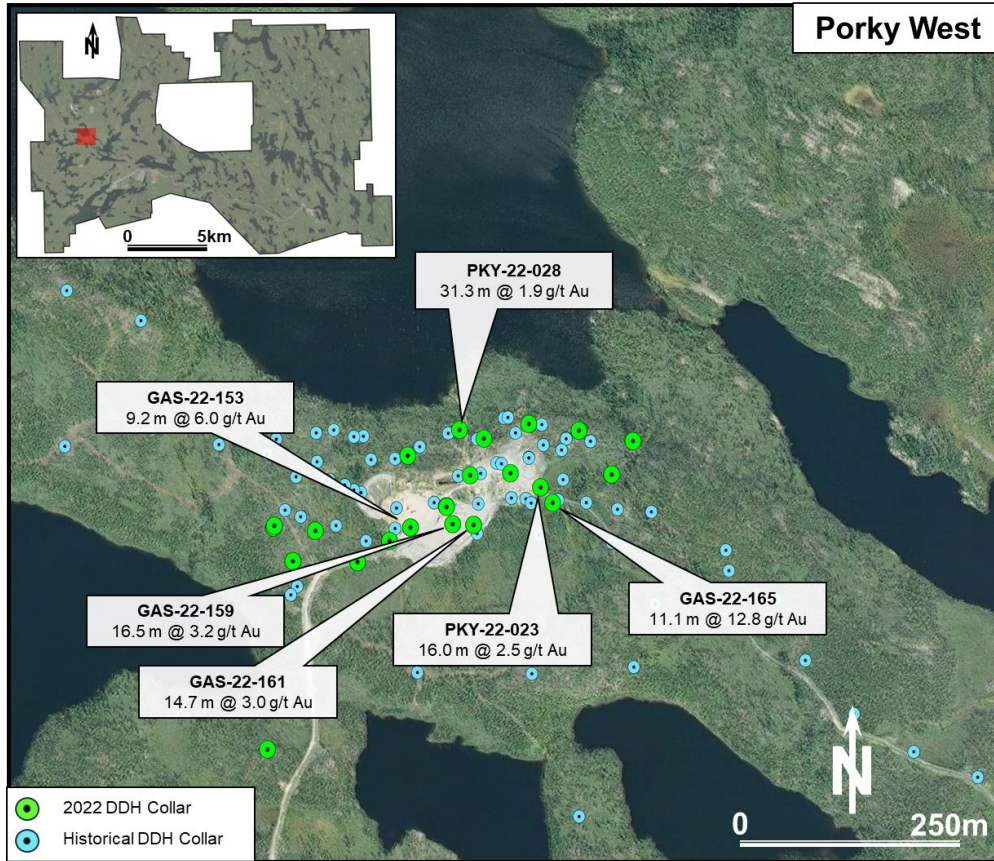 Porky West
N
0 5km
PKY-22-028
31.3 m @ 1.9 g/t Au
GAS-22-153
9.2 m @ 6.0 g/t Au
GAS-22-159
16.5 m @ 3.2 g/t Au
GAS-22-165
11.1 m @ 12.8 g/t Au
PKY-22-023
16.0 m @ 2.5 g/t Au
GAS-22-161
14.7 m @ 3.0 g/t Au
N
2022 DDH Collar
Historical DDH Collar
0 250m